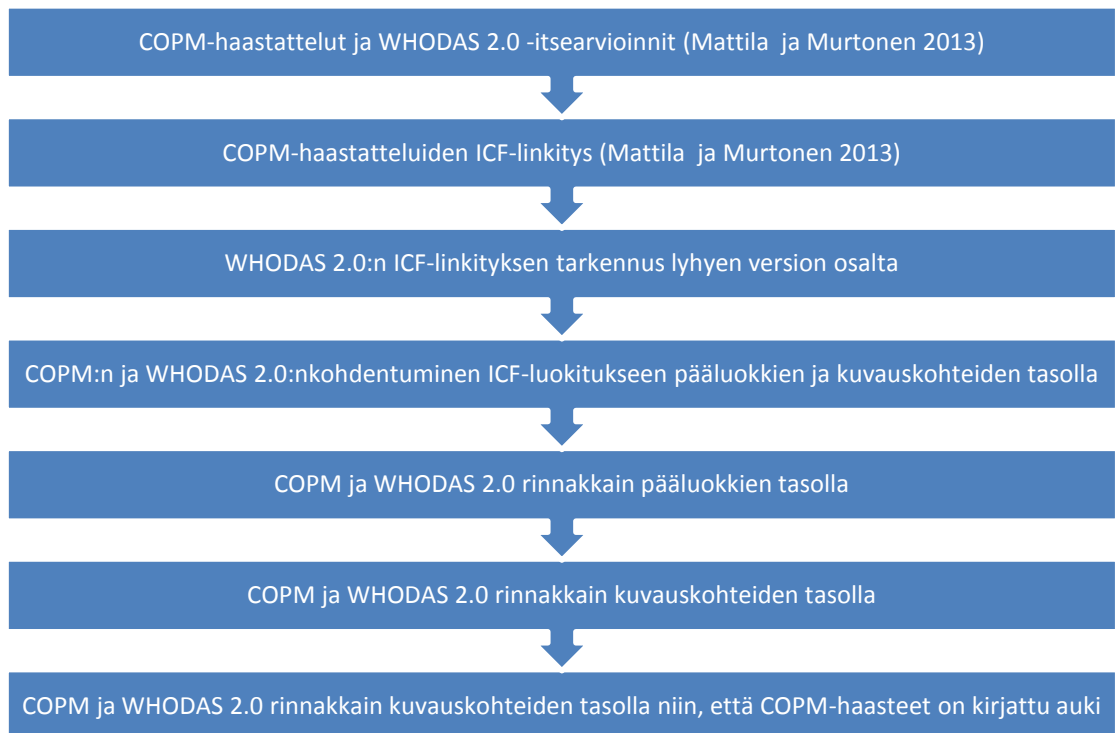 COPM-haastattelut ja WHODAS 2.0 -itsearvioinnit (Mattila ja Murtonen 2013)
COPM-haastatteluiden ICF-linkitys (Mattila ja Murtonen 2013)
WHODAS 2.0:n ICF-linkityksen tarkennus lyhyen version osalta
COPM:n ja WHODAS 2.0:nkohdentuminen ICF-luokitukseen pääluokkien ja kuvauskohteiden tasolla
COPM ja WHODAS 2.0 rinnakkain pääluokkien tasolla
COPM ja WHODAS 2.0 rinnakkain kuvauskohteiden tasolla
COPM ja WHODAS 2.0 rinnakkain kuvauskohteiden tasolla niin, että COPM-haasteet on kirjattu auki